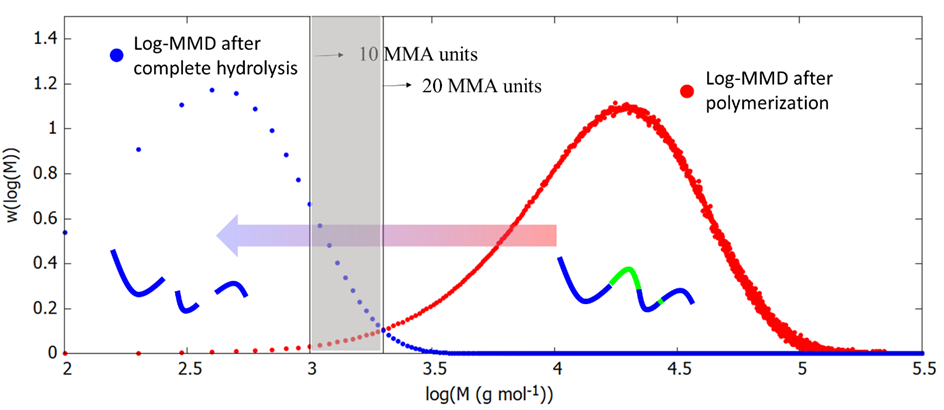 1.4
1.2
1
0.8
0.6
0.4
0.2
0
w(log(M))
Log-MMD after
complete hydrolysis
10 MMA units
20 MMA units
Log-MMD after
polymerization
2 2.5 3 3.5 4 4.5 5 5.5
log(M (g mol-1))